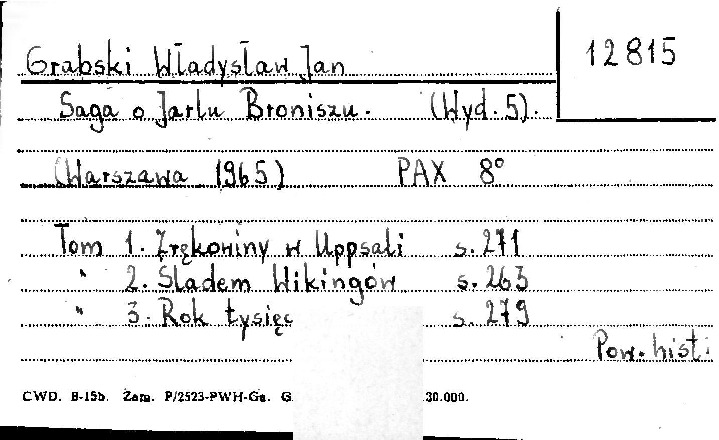 Grabski Władysław Jan
12815
Saga o Jarlu Broniszu. (Wyd. 5).
(Warszawa 1965) PAX 8°
Tom 1. Zrękowiny w Uppsali s. 271
" 2. Śladem Wikingów s. 263
" 3. Rok tysięc s. 279
Pow. hist.
CWD. B-15b. Zam. P/2523-PWH-Gs. G. 30.000.